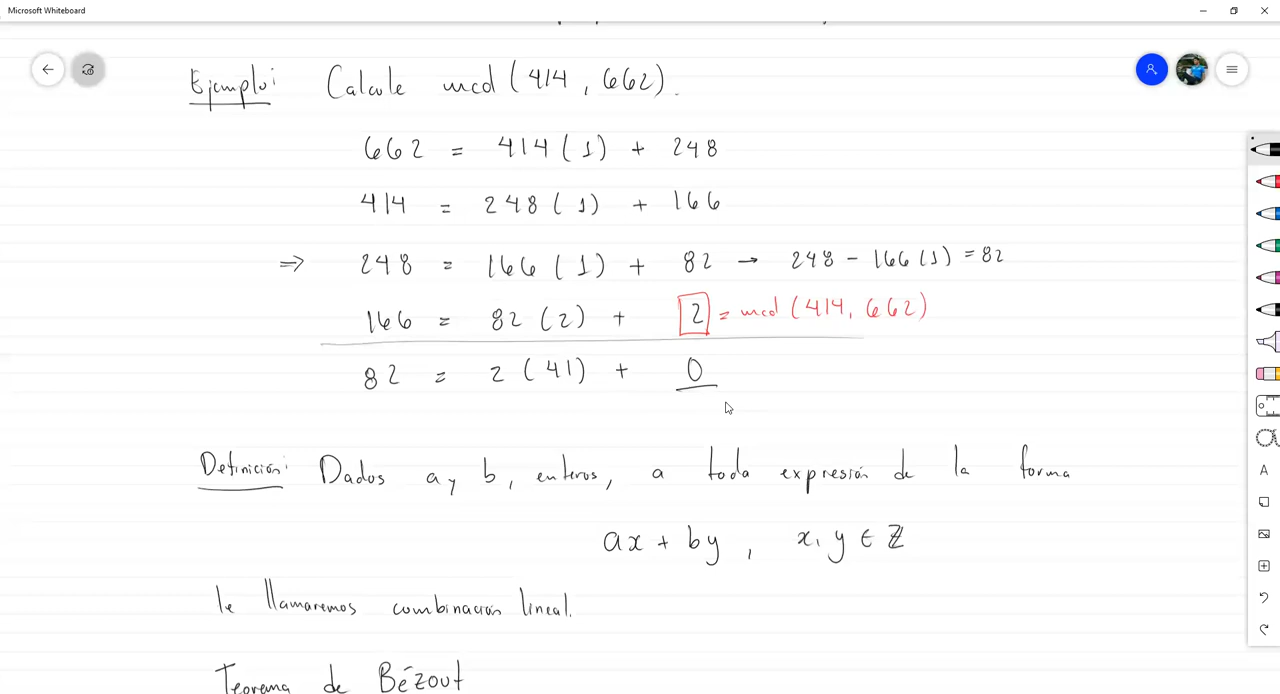 Microsoft Whiteboard
Ejemplo: Calcule mcd (414, 662).
662 = 414(1) + 248
414 = 248(1) + 166
⇒ 248 = 166(1) + 82 → 248 - 166(1) = 82
166 = 82(2) + 2 = mcd (414, 662)
82 = 2(41) + 0
Definición: Dados a y b, enteros, a toda expresión de la forma
ax + by, x, y ∈ ℤ
le llamaremos combinación lineal.
Teorema de Bézout